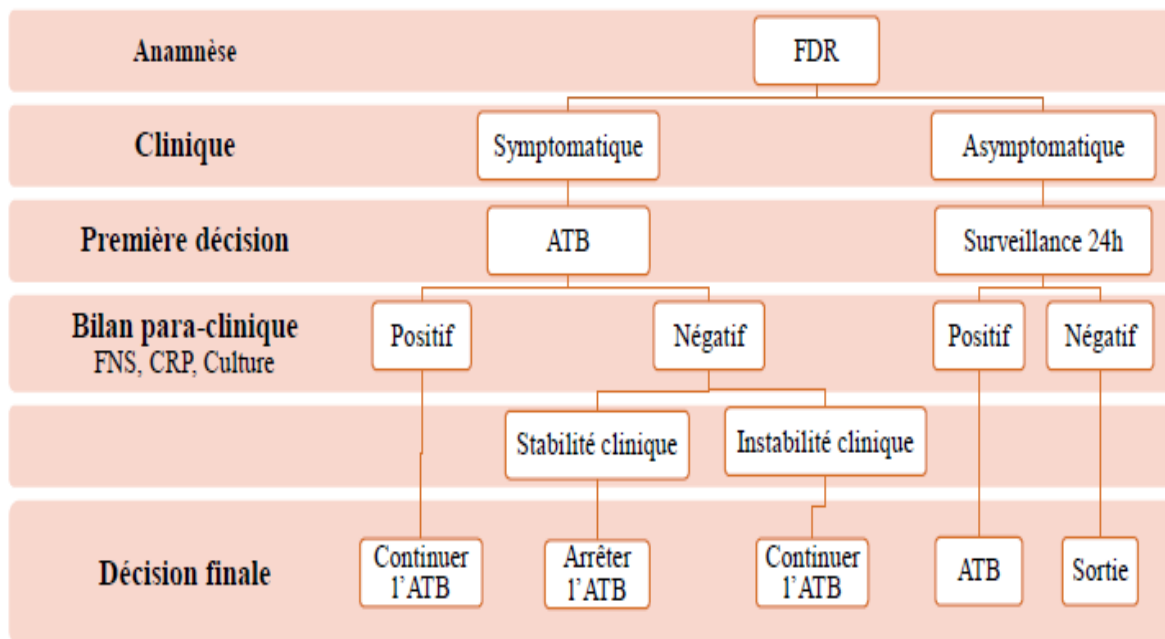 Anamnèse
FDR
Clinique
Symptomatique
Asymptomatique
Première décision
ATB
Surveillance 24h
Bilan para-clinique
FNS, CRP, Culture
Positif
Négatif
Positif
Négatif
Stabilité clinique
Instabilité clinique
Décision finale
Continuer
l’ATB
Arrêter
l’ATB
Continuer
l’ATB
ATB
Sortie